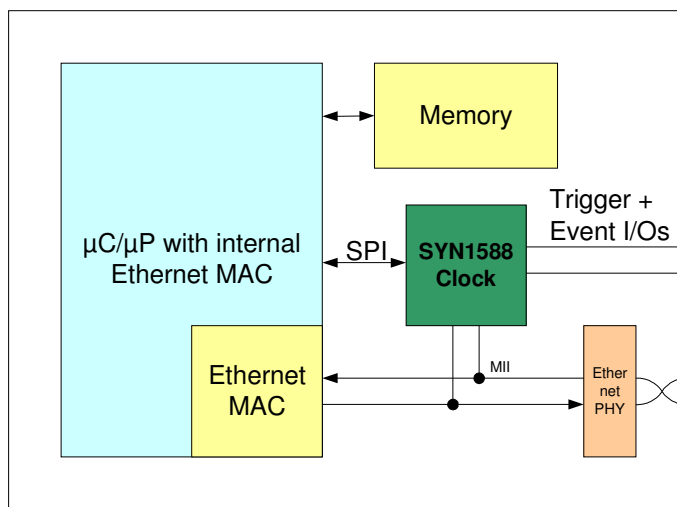 Memory
Trigger +
Event I/Os
µC/µP with internal
Ethernet MAC
SPI
SYN1588
Clock
MII
Ethernet
MAC
Ether
net
PHY